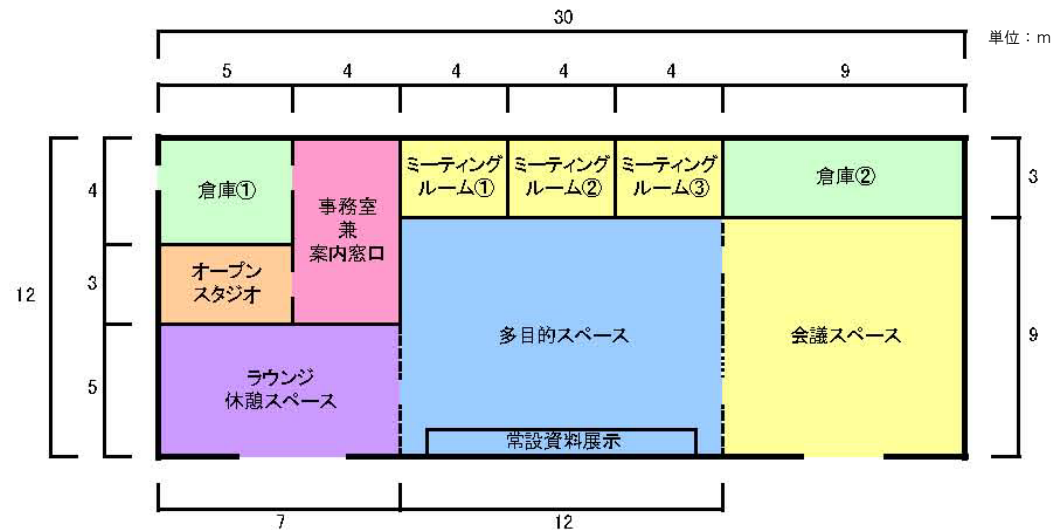 30
単位：m
5
4
4
4
4
9
12
4
3
5
3
9
倉庫①
事務室
兼
案内窓口
ミーティング
ルーム①
ミーティング
ルーム②
ミーティング
ルーム③
倉庫②
オープン
スタジオ
多目的スペース
会議スペース
ラウンジ
休憩スペース
常設資料展示
7
12